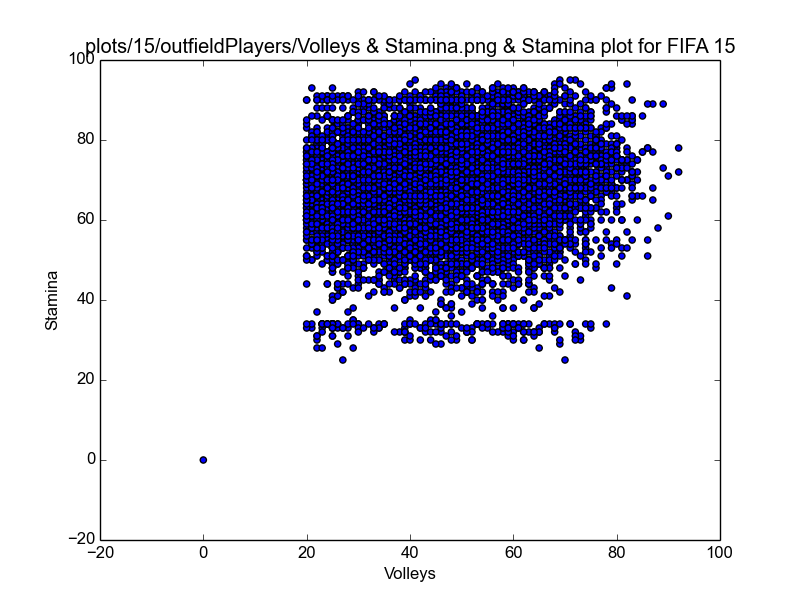 plots/15/outfieldPlayers/Volleys & Stamina.png & Stamina plot for FIFA 15
100
80
60
40
20
0
−20
Stamina
−20 0 20 40 60 80 100
Volleys